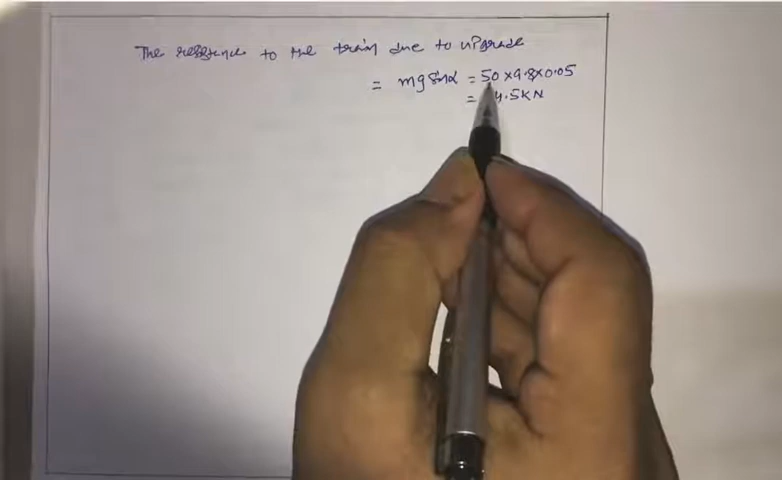 The resistance to the train due to upgrade
= mg sinα = 50 × 9.8 × 0.05
= 4.5KN